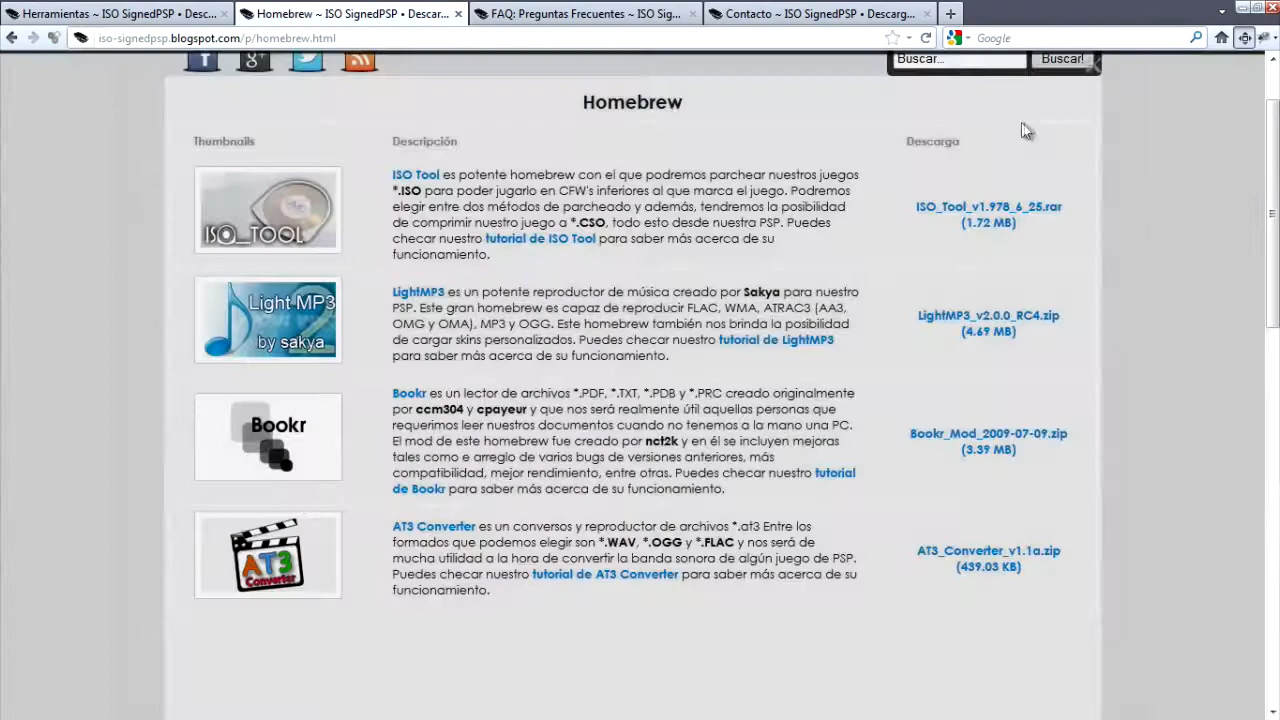 Herramientas ~ ISO SignedPSP • Desc...
Homebrew ~ ISO SignedPSP • Descar...
FAQ: Preguntas Frecuentes ~ ISO Sig...
Contacto ~ ISO SignedPSP • Descarg...
iso-signedpsp.blogspot.com/p/homebrew.html
Google
Buscar...
Buscar!
Homebrew
Thumbnails
Descripción
Descarga
ISO_TOOL
ISO Tool es potente homebrew con el que podremos parchear nuestros juegos
*.ISO para poder jugarlo en CFW's inferiores al que marca el juego. Podremos
elegir entre dos métodos de parcheado y además, tendremos la posibilidad
de comprimir nuestro juego a *.CSO, todo esto desde nuestra PSP. Puedes
checar nuestro tutorial de ISO Tool para saber más acerca de su
funcionamiento.
ISO_Tool_v1.978_6_25.rar
(1.72 MB)
Light MP3
2
by sakya
LightMP3 es un potente reproductor de música creado por Sakya para nuestro
PSP. Este gran homebrew es capaz de reproducir FLAC, WMA, ATRAC3 (AA3,
OMG y OMA), MP3 y OGG. Este homebrew también nos brinda la posibilidad
de cargar skins personalizados. Puedes checar nuestro tutorial de LightMP3
para saber más acerca de su funcionamiento.
LightMP3_v2.0.0_RC4.zip
(4.69 MB)
Bookr
Bookr es un lector de archivos *.PDF, *.TXT, *.PDB y *.PRC creado originalmente
por ccm304 y cpayeur y que nos será realmente útil aquellas personas que
requerimos leer nuestros documentos cuando no tenemos a la mano una PC.
El mod de este homebrew fue creado por nct2k y en él se incluyen mejoras
tales como e arreglo de varios bugs de versiones anteriores, más
compatibilidad, mejor rendimiento, entre otras. Puedes checar nuestro tutorial
de Bookr para saber más acerca de su funcionamiento.
Bookr_Mod_2009-07-09.zip
(3.39 MB)
AT3
Converter
AT3 Converter es un conversos y reproductor de archivos *.at3 Entre los
formados que podemos elegir son *.WAV, *.OGG y *.FLAC y nos será de
mucha utilidad a la hora de convertir la banda sonora de algún juego de PSP.
Puedes checar nuestro tutorial de AT3 Converter para saber más acerca de su
funcionamiento.
AT3_Converter_v1.1a.zip
(439.03 KB)